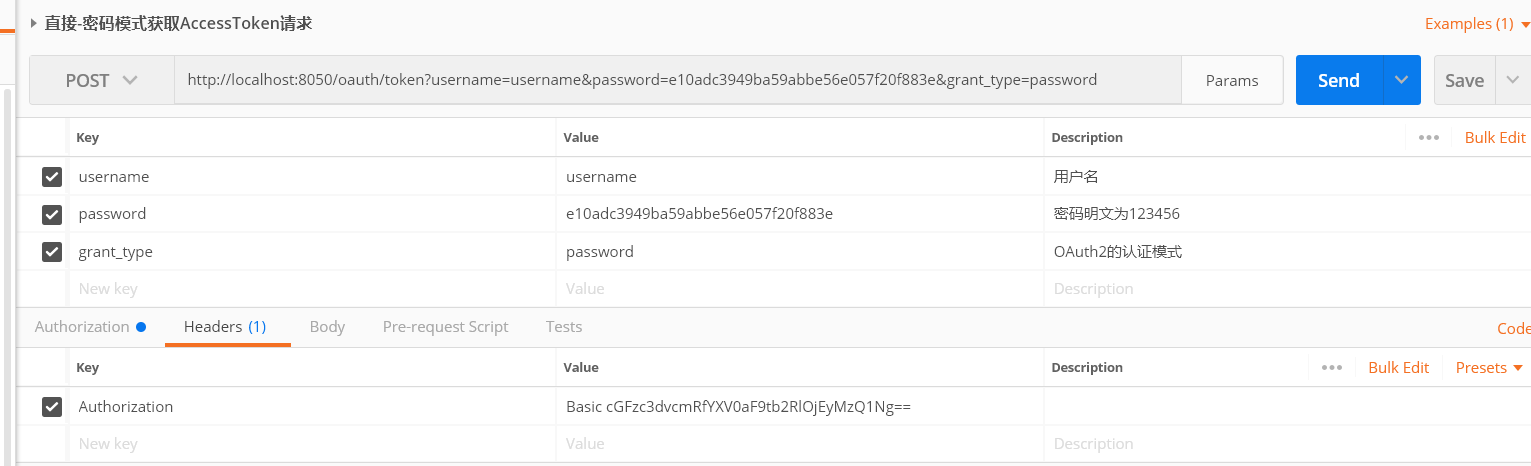 直接-密码模式获取AccessToken请求
Examples (1)
POST http://localhost:8050/oauth/token?username=username&password=e10adc3949ba59abbe56e057f20f883e&grant_type=password Params Send Save
Key Value Description Bulk Edit
username username 用户名
password e10adc3949ba59abbe56e057f20f883e 密码明文为123456
grant_type password OAuth2的认证模式
New key Value Description
Authorization Headers (1) Body Pre-request Script Tests Code
Key Value Description Bulk Edit Presets
Authorization Basic cGFzc3dvcmRfYXV0aF9tb2RlOjEyMzQ1Ng==
New key Value Description